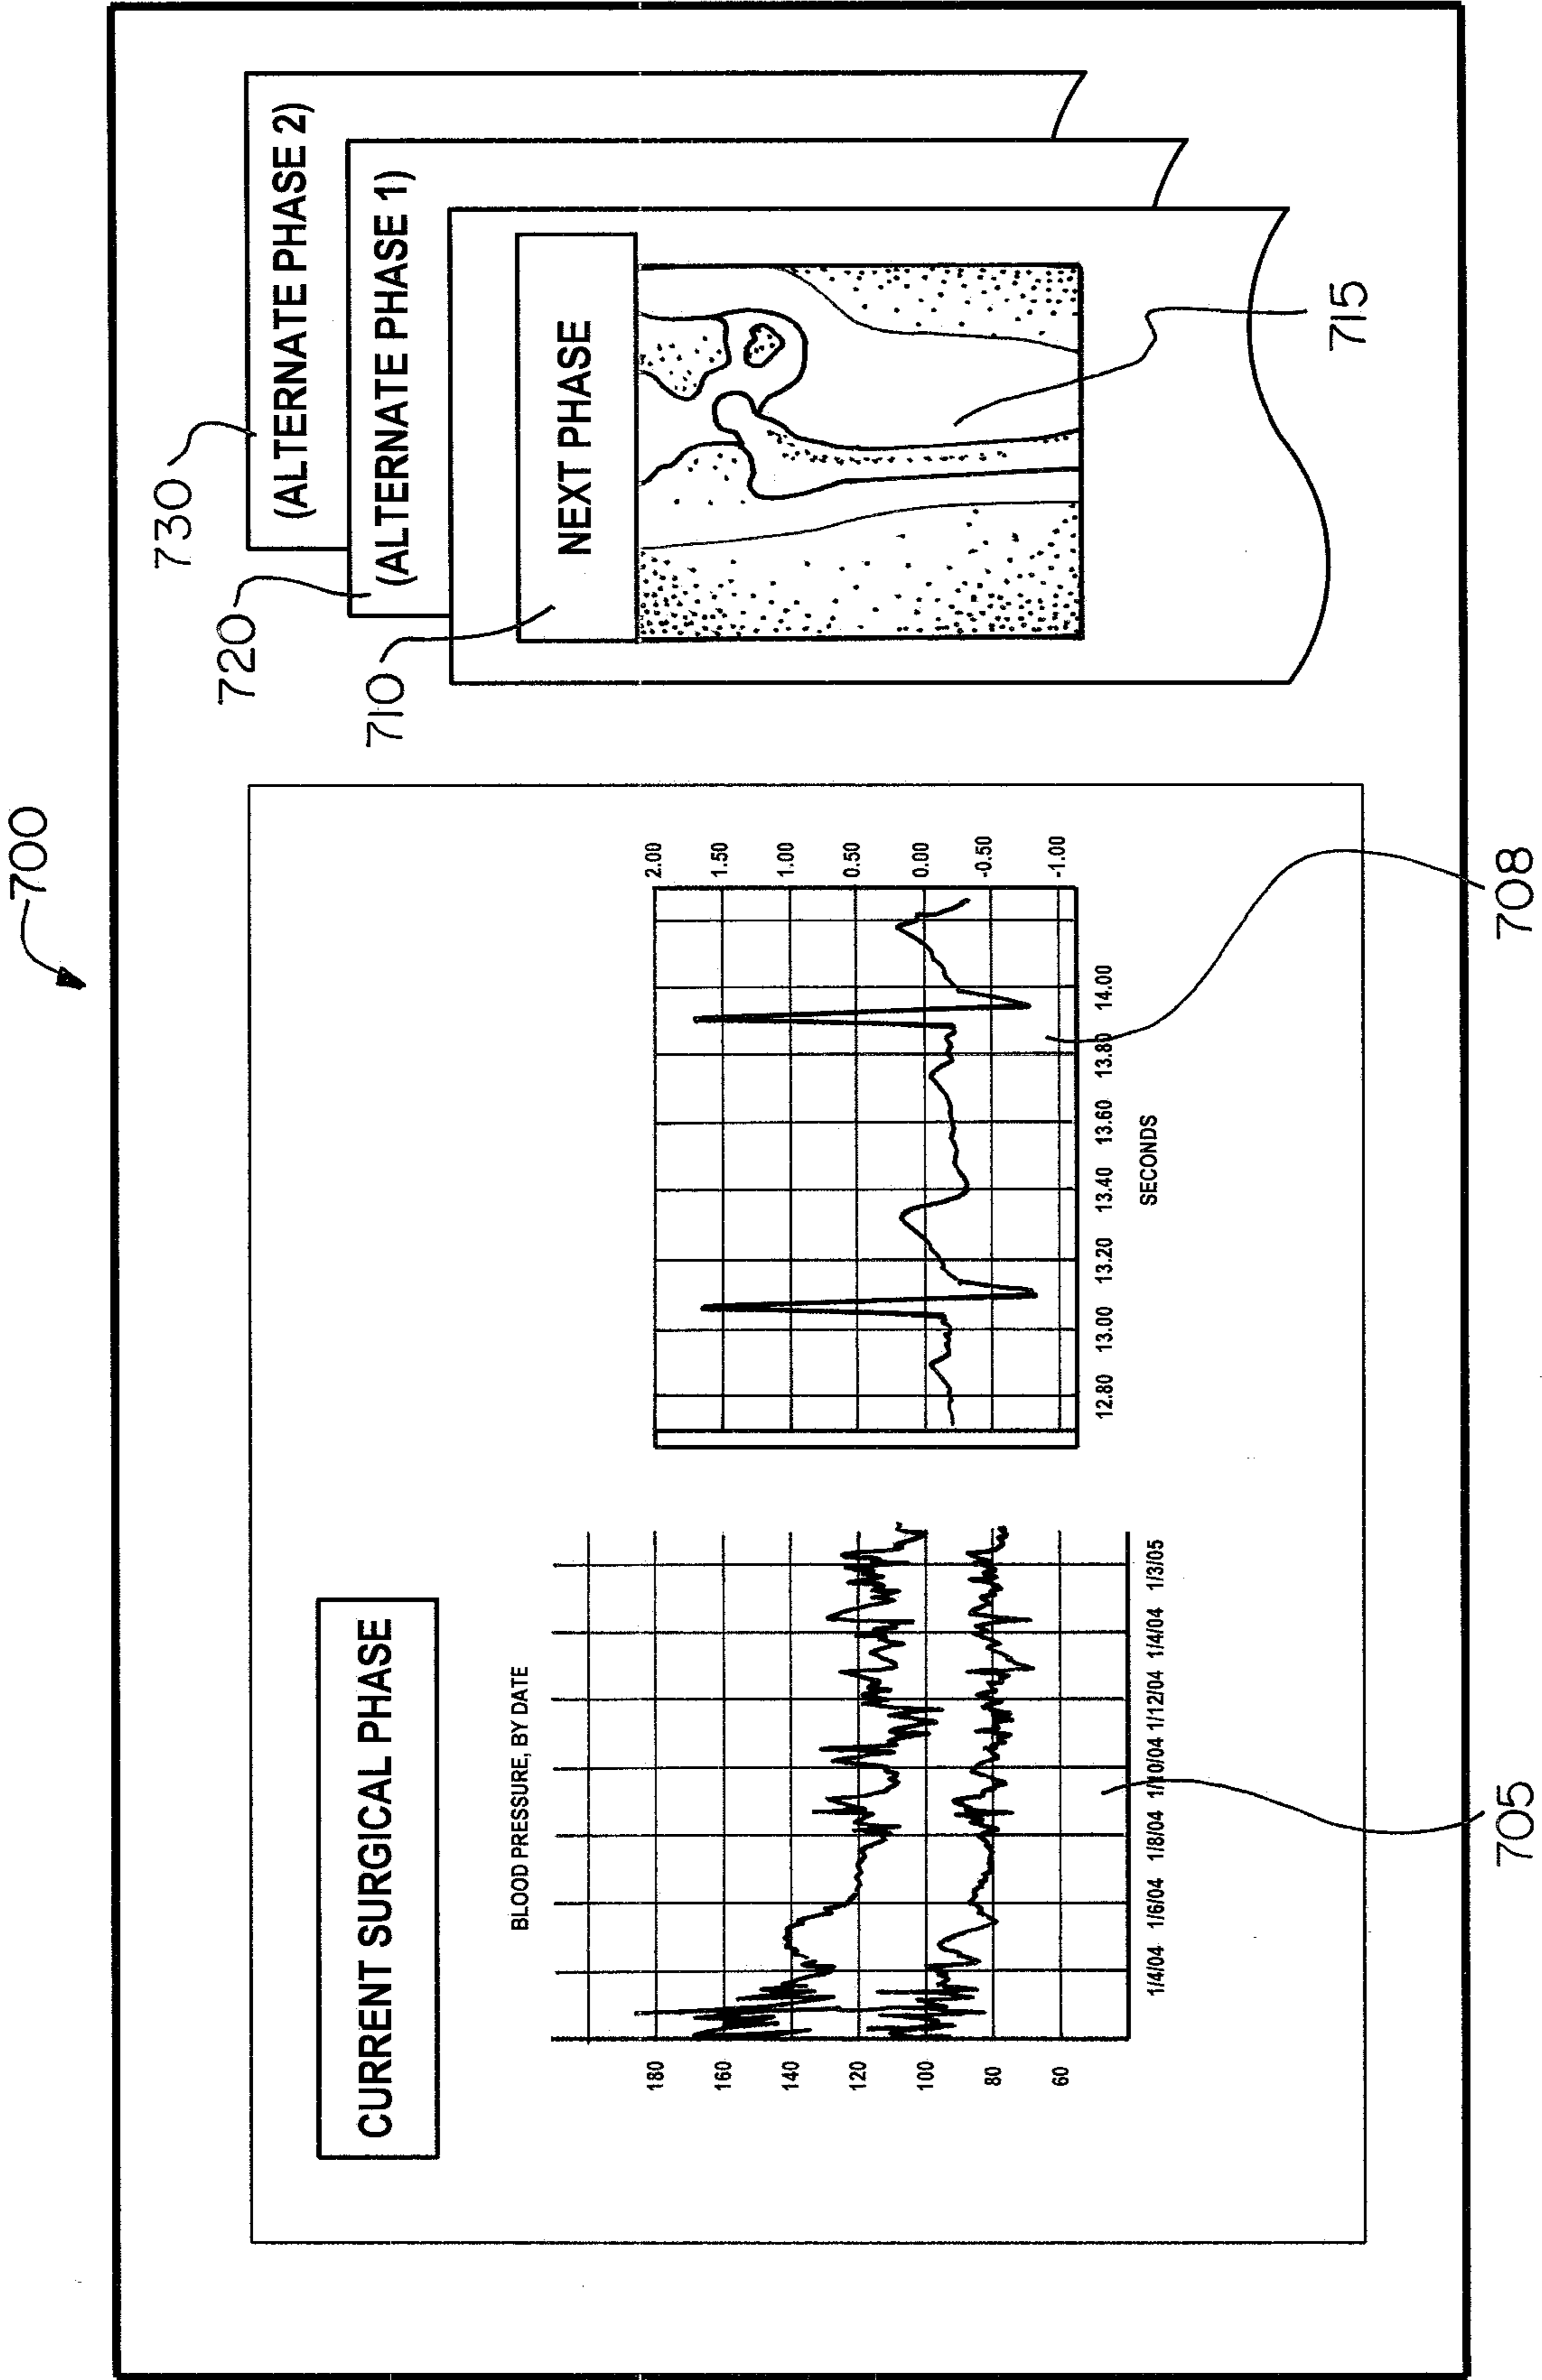 700
730
(ALTERNATE PHASE 2)
720
(ALTERNATE PHASE 1)
710
NEXT PHASE
715
CURRENT SURGICAL PHASE
BLOOD PRESSURE, BY DATE
180
160
140
120
100
80
60
1/4/04 1/6/04 1/8/04 1/10/04 1/12/04 1/4/04 1/3/05
705
2.00
1.50
1.00
0.50
0.00
-0.50
-1.00
12.80 13.00 13.20 13.40 13.60 13.80 14.00
SECONDS
708